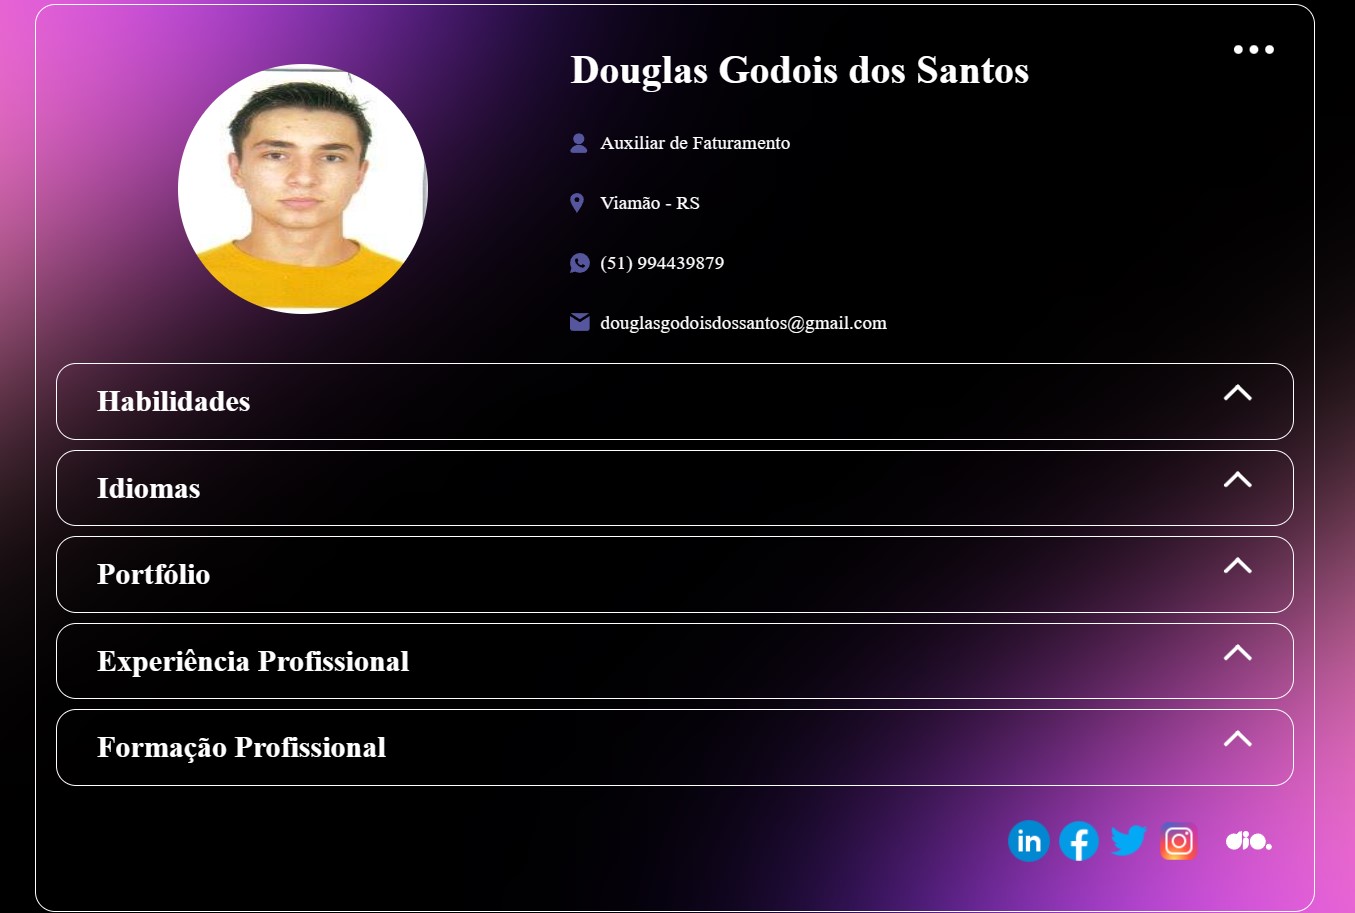 Douglas Godois dos Santos
Auxiliar de Faturamento
Viamão - RS
(51) 994439879
douglasgodoisdossantos@gmail.com
Habilidades
Idiomas
Portfólio
Experiência Profissional
Formação Profissional
in
dio.